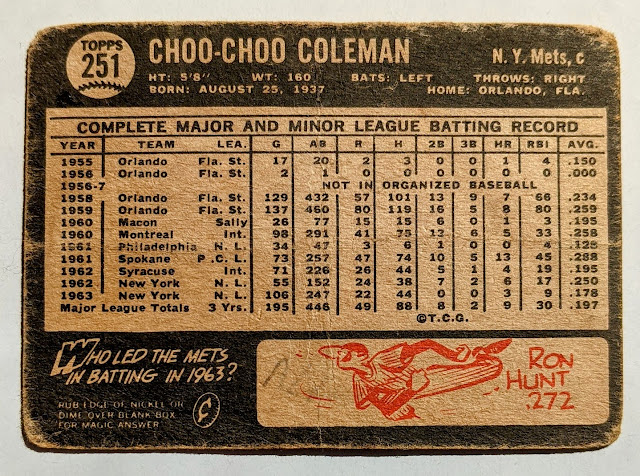 TOPPS
251
CHOO-CHOO COLEMAN
N. Y. Mets, c
HT: 5'8" WT: 160 BATS: LEFT THROWS: RIGHT
BORN: AUGUST 25, 1937 HOME: ORLANDO, FLA.
COMPLETE MAJOR AND MINOR LEAGUE BATTING RECORD
YEAR TEAM LEA. G AB R H 2B 3B HR RBI AVG.
1955 Orlando Fla. St. 17 20 2 3 0 0 1 4 .150
1956 Orlando Fla. St. 2 1 0 0 0 0 0 0 .000
1956-7 NOT IN ORGANIZED BASEBALL
1958 Orlando Fla. St. 129 432 57 101 13 9 7 66 .234
1959 Orlando Fla. St. 137 460 80 119 16 5 8 80 .259
1960 Macon Sally 26 77 15 15 0 0 1 3 .195
1960 Montreal Int. 98 291 41 75 12 6 5 33 .258
1961 Philadelphia N. L. 34 47 3 6 1 0 0 4 .128
1961 Spokane P. C. L. 73 257 47 74 10 5 13 45 .288
1962 Syracuse Int. 71 226 26 44 5 1 4 19 .195
1962 New York N. L. 55 152 24 38 7 2 6 17 .250
1963 New York N. L. 106 247 22 44 0 0 3 9 .178
Major League Totals 3 Yrs. 195 446 49 88 8 2 9 30 .197
©T.C.G.
WHO LED THE METS
IN BATTING IN 1963?
RUB EDGE OF NICKEL OR
DIME OVER BLANK BOX
FOR MAGIC ANSWER
RON
HUNT
.272